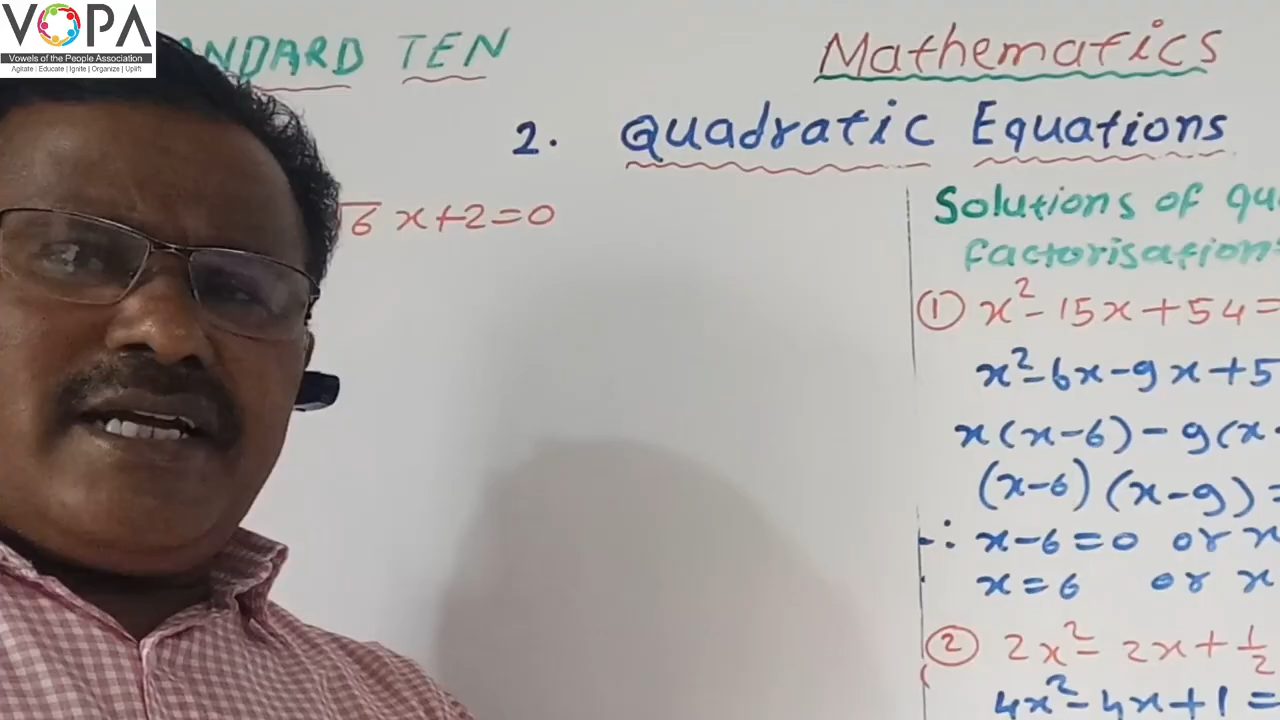 VOPA
Vowels of the People Association
Agitate | Educate | Ignite | Organize | Uplift
NDARD TEN
Mathematics
2. Quadratic Equations
√6 x+2=0
Solutions of qu
factorisation:
① x²-15x+54=
x²-6x-9x+5
x(x-6)-9(x-
(x-6)(x-9)=
∴ x-6=0 or x
x=6 or x
② 2x²-2x+1/2
4x²-4x+1=